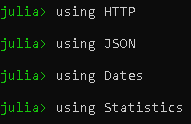 julia> using HTTP
julia> using JSON
julia> using Dates
julia> using Statistics